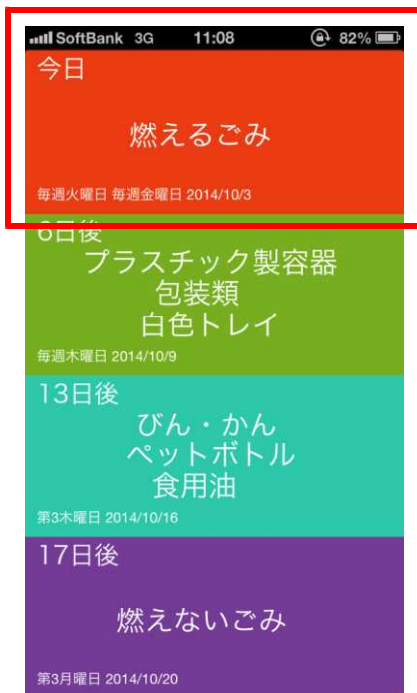 SoftBank 3G 11:08 82%
今日
燃えるごみ
毎週火曜日 毎週金曜日 2014/10/3
6日後
プラスチック製容器
包装類
白色トレイ
毎週木曜日 2014/10/9
13日後
びん・かん
ペットボトル
食用油
第3木曜日 2014/10/16
17日後
燃えないごみ
第3月曜日 2014/10/20